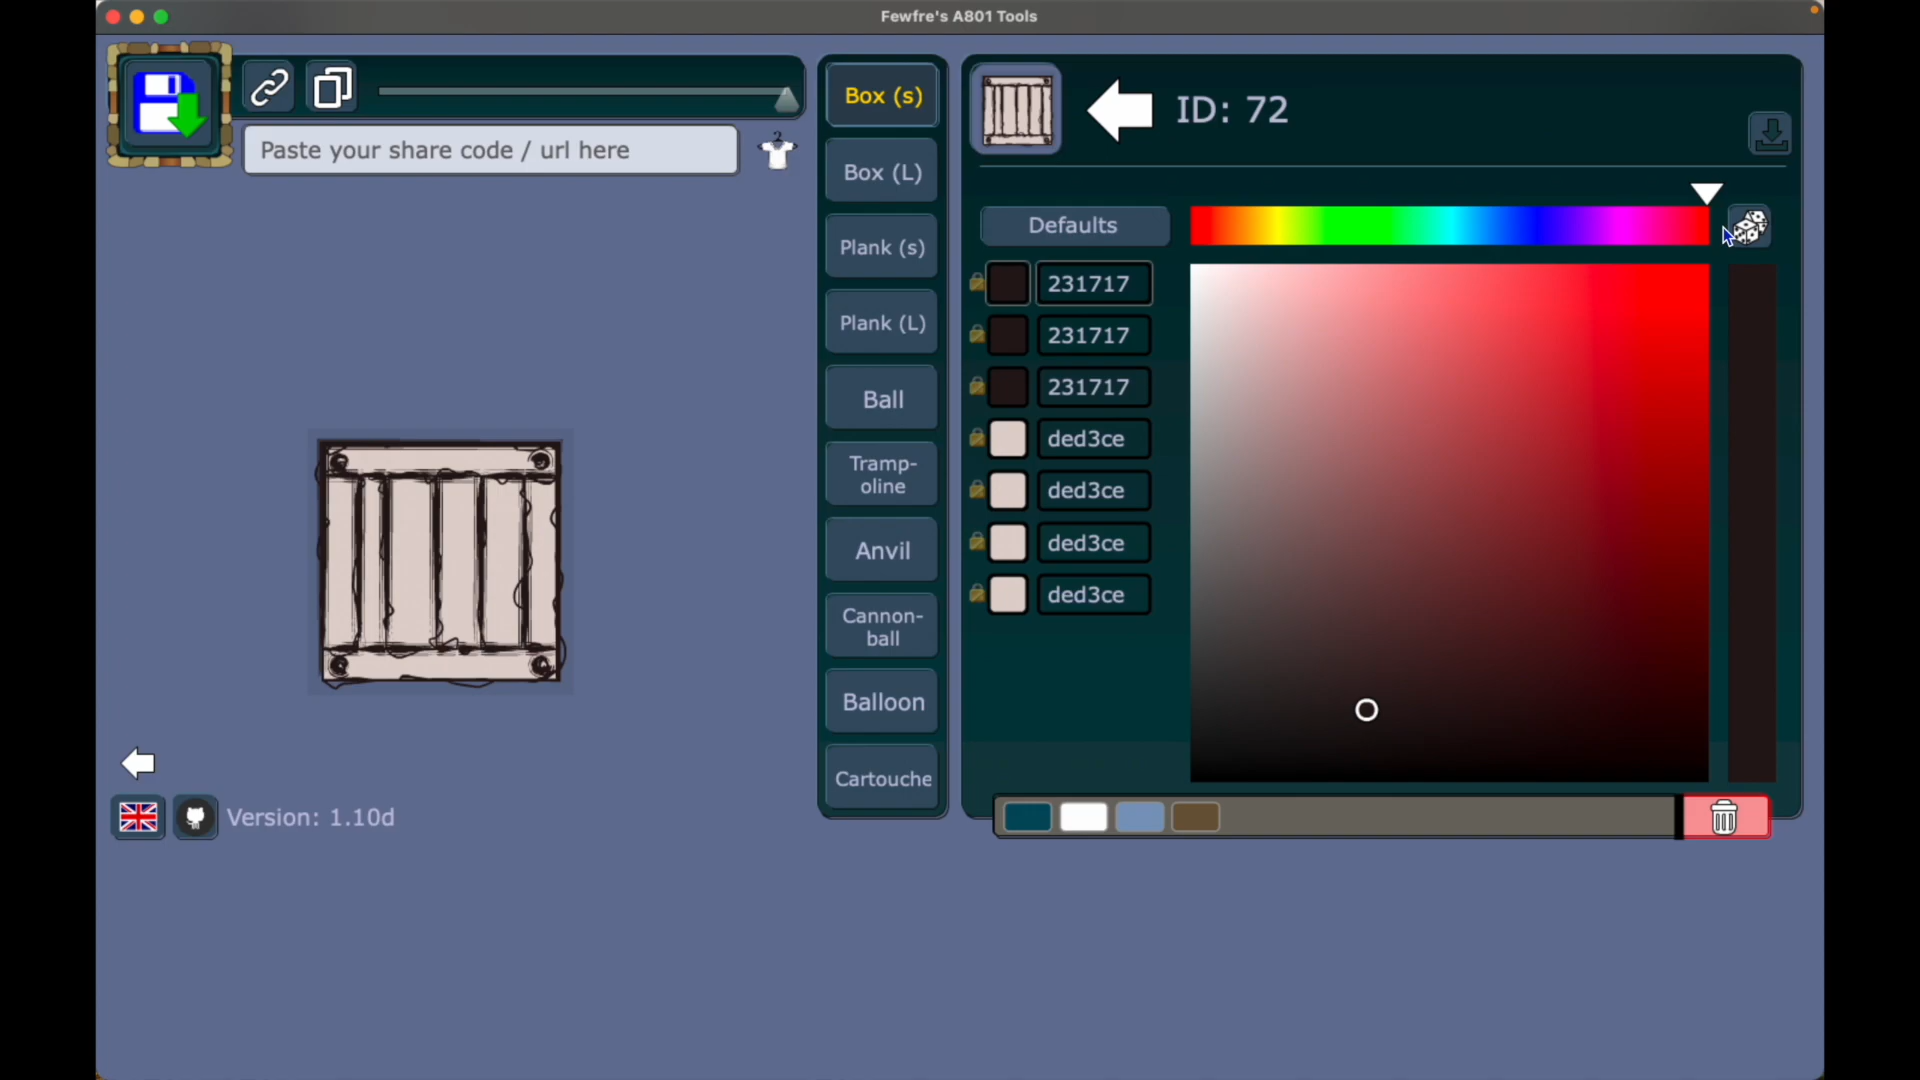 Fewfre's A801 Tools
Paste your share code / url here
2
Box (s)
Box (L)
Plank (s)
Plank (L)
Ball
Tramp-
oline
Anvil
Cannon-
ball
Balloon
Cartouche
ID: 72
Defaults
231717
231717
231717
ded3ce
ded3ce
ded3ce
ded3ce
Version: 1.10d